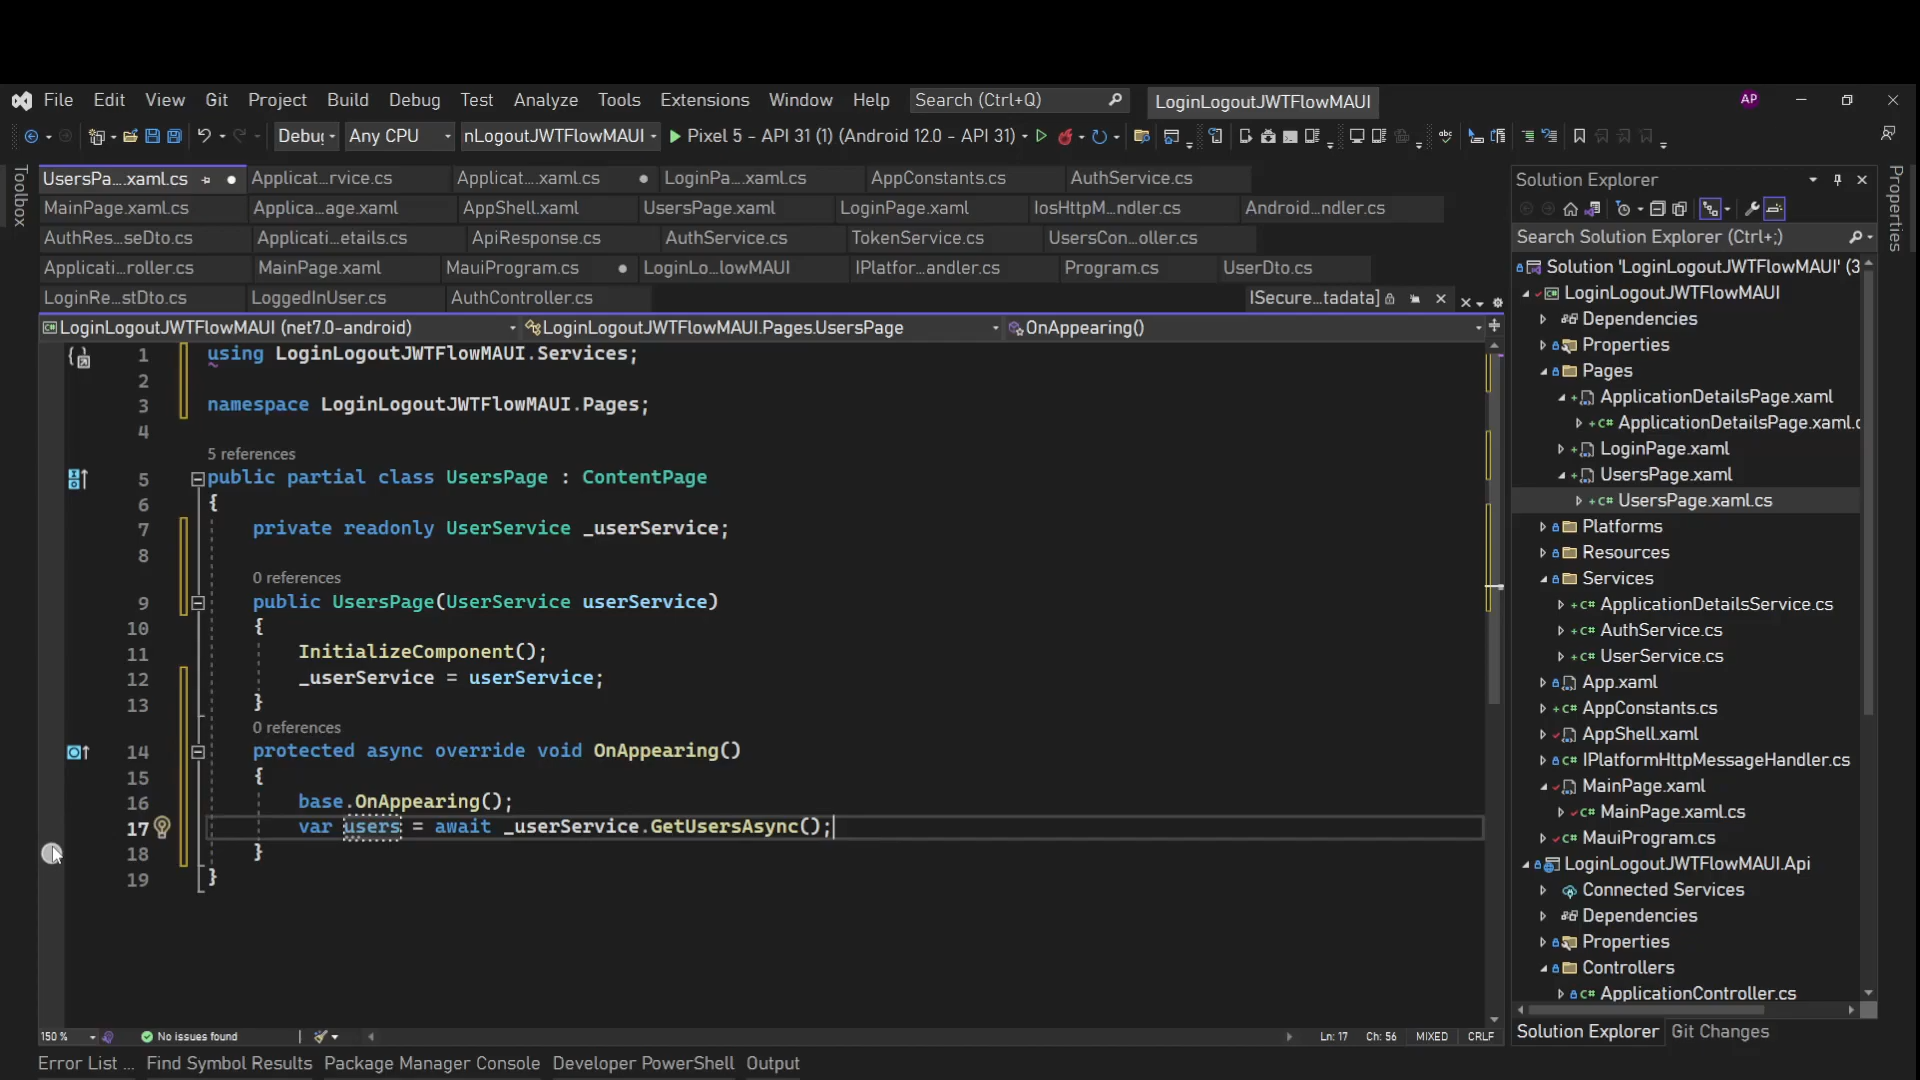 File Edit View Git Project Build Debug Test Analyze Tools Extensions Window Help Search (Ctrl+Q) LoginLogoutJWTFlowMAUI AP
Debug Any CPU nLogoutJWTFlowMAUI Pixel 5 - API 31 (1) (Android 12.0 - API 31)
Toolbox
UsersPa....xaml.cs Applicat...rvice.cs Applicat...xaml.cs LoginPa....xaml.cs AppConstants.cs AuthService.cs
MainPage.xaml.cs Applica...age.xaml AppShell.xaml UsersPage.xaml LoginPage.xaml IosHttpM...ndler.cs Android...ndler.cs
AuthRes...seDto.cs Applicati...etails.cs ApiResponse.cs AuthService.cs TokenService.cs UsersCon...oller.cs
Applicati...roller.cs MainPage.xaml MauiProgram.cs LoginLo...lowMAUI IPlatfor...andler.cs Program.cs UserDto.cs
LoginRe...stDto.cs LoggedInUser.cs AuthController.cs ISecure...tadata]
LoginLogoutJWTFlowMAUI (net7.0-android) LoginLogoutJWTFlowMAUI.Pages.UsersPage OnAppearing()
1 using LoginLogoutJWTFlowMAUI.Services;
2
3 namespace LoginLogoutJWTFlowMAUI.Pages;
4
5 references
5 public partial class UsersPage : ContentPage
6 {
7 private readonly UserService _userService;
8
0 references
9 public UsersPage(UserService userService)
10 {
11 InitializeComponent();
12 _userService = userService;
13 }
0 references
14 protected async override void OnAppearing()
15 {
16 base.OnAppearing();
17 var users = await _userService.GetUsersAsync();
18 }
19 }
150 % No issues found Ln: 17 Ch: 56 MIXED CRLF
Error List ... Find Symbol Results Package Manager Console Developer PowerShell Output
Solution Explorer
Search Solution Explorer (Ctrl+;)
Solution 'LoginLogoutJWTFlowMAUI' (3
LoginLogoutJWTFlowMAUI
Dependencies
Properties
Pages
ApplicationDetailsPage.xaml
ApplicationDetailsPage.xaml.c
LoginPage.xaml
UsersPage.xaml
UsersPage.xaml.cs
Platforms
Resources
Services
ApplicationDetailsService.cs
AuthService.cs
UserService.cs
App.xaml
AppConstants.cs
AppShell.xaml
IPlatformHttpMessageHandler.cs
MainPage.xaml
MainPage.xaml.cs
MauiProgram.cs
LoginLogoutJWTFlowMAUI.Api
Connected Services
Dependencies
Properties
Controllers
ApplicationController.cs
Solution Explorer Git Changes
Properties